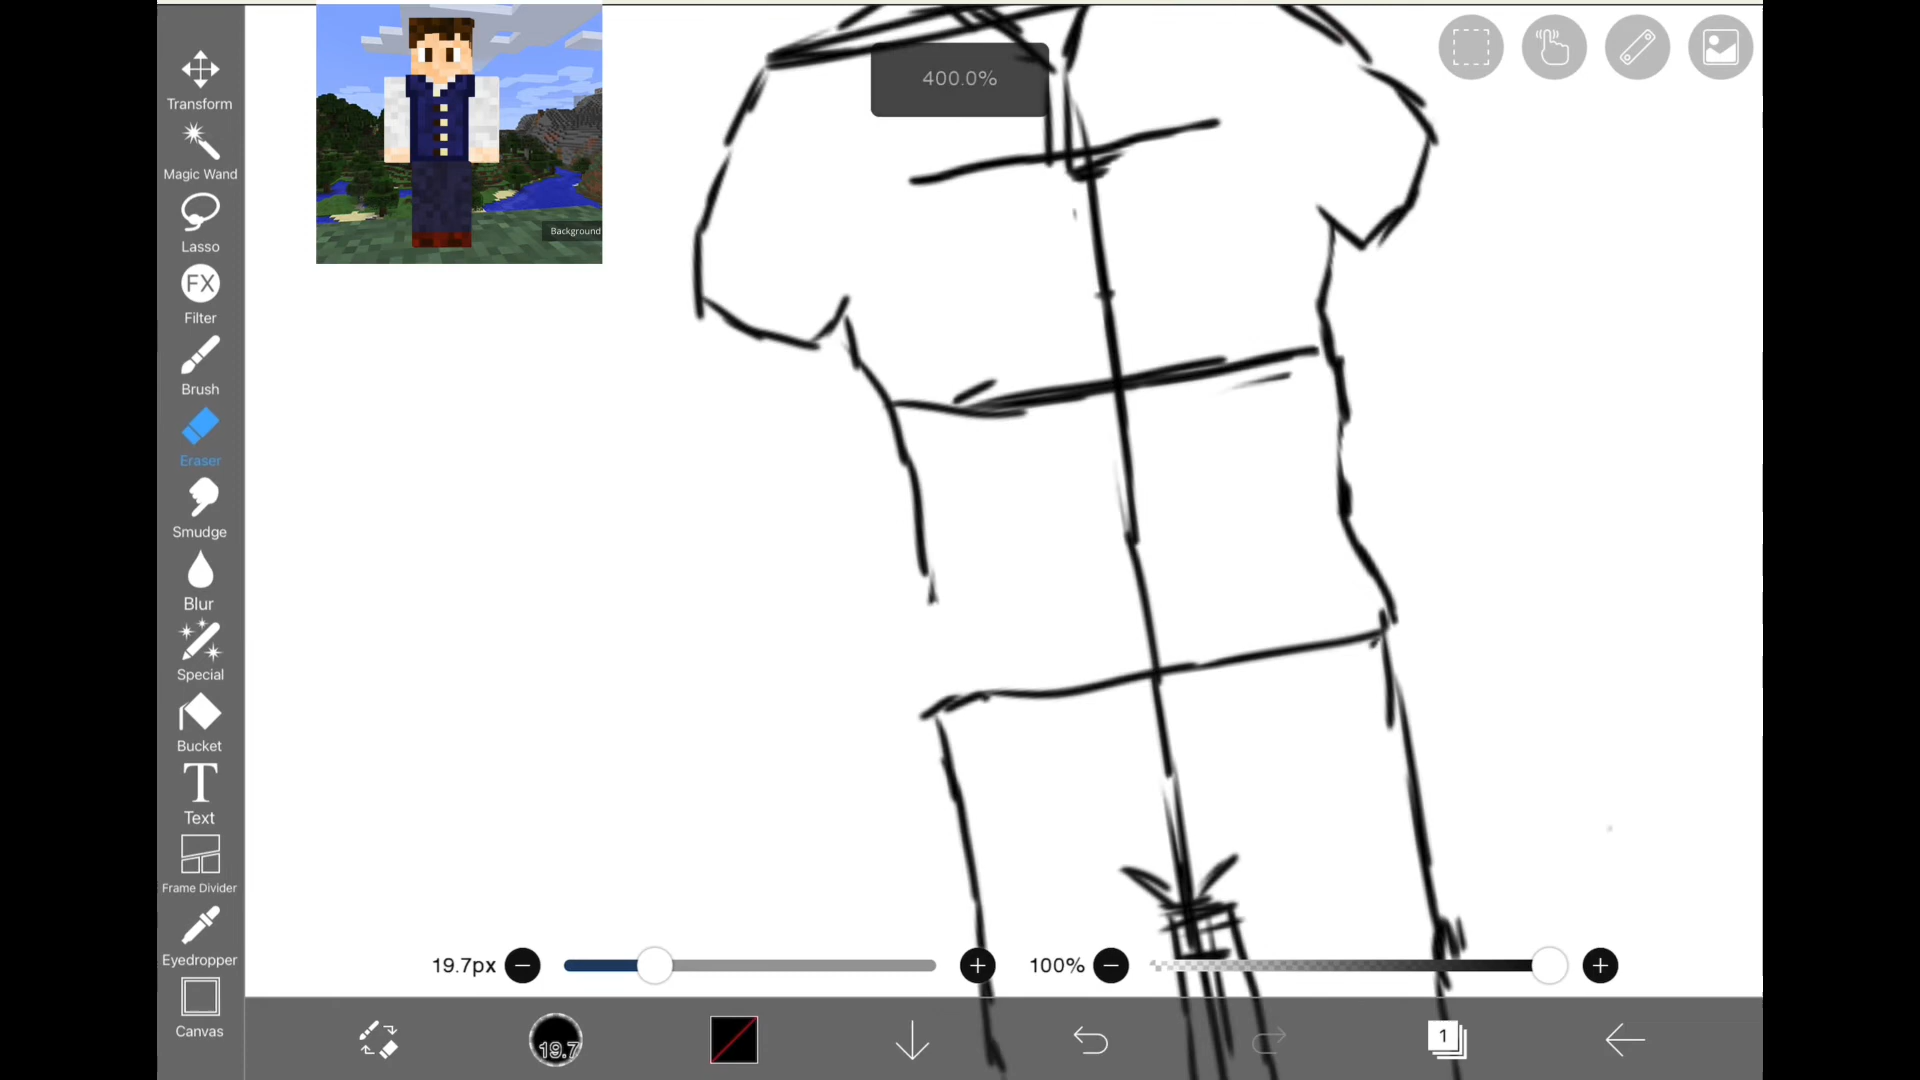 Transform
Magic Wand
Lasso
FX
Filter
Brush
Eraser
Smudge
Blur
Special
Bucket
T
Text
Frame Divider
Eyedropper
Canvas
Background
400.0%
19.7px
100%
19.7
1